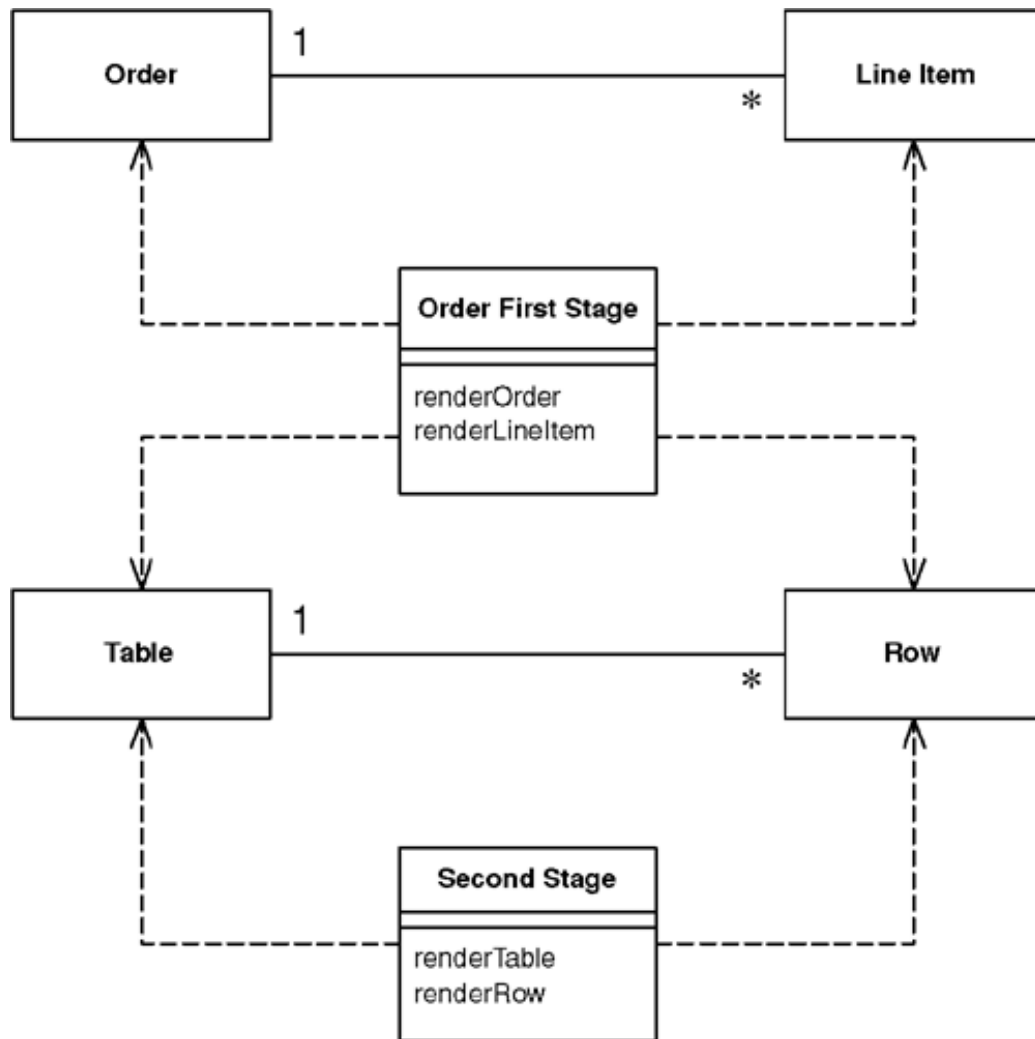 Order
1
*
Line Item
Order First Stage
renderOrder
renderLineItem
Table
1
*
Row
Second Stage
renderTable
renderRow